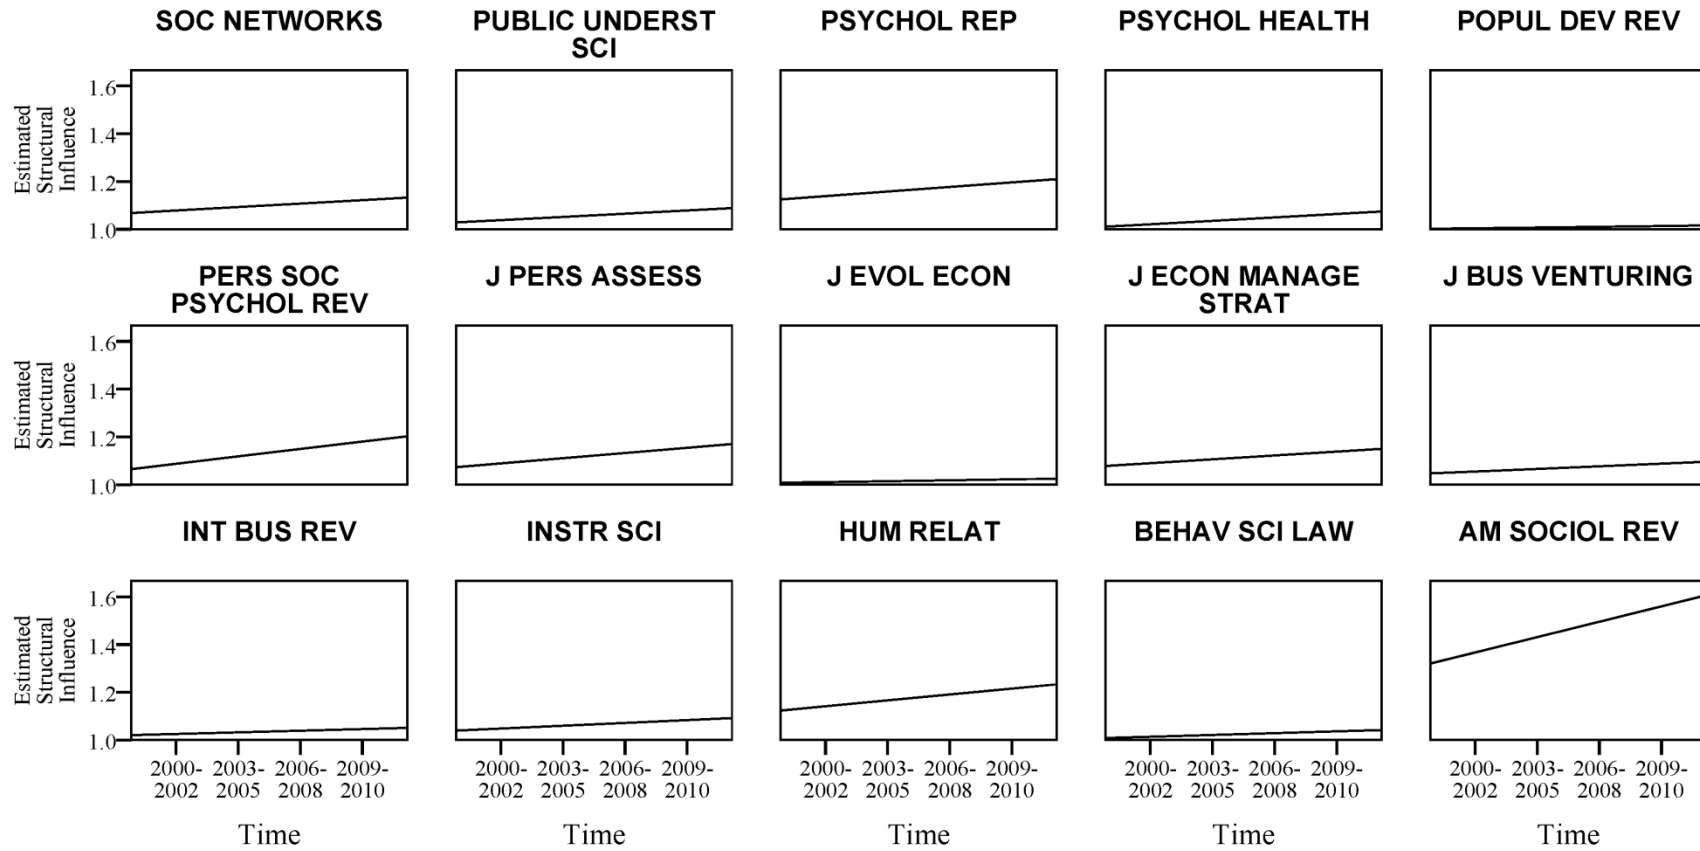 SOC NETWORKS
PUBLIC UNDERST
SCI
PSYCHOL REP
PSYCHOL HEALTH
POPUL DEV REV
Estimated
Structural
Influence
1.6
1.4
1.2
1.0
PERS SOC
PSYCHOL REV
J PERS ASSESS
J EVOL ECON
J ECON MANAGE
STRAT
J BUS VENTURING
Estimated
Structural
Influence
1.6
1.4
1.2
1.0
INT BUS REV
INSTR SCI
HUM RELAT
BEHAV SCI LAW
AM SOCIOL REV
Estimated
Structural
Influence
1.6
1.4
1.2
1.0
2000-
2002
2003-
2005
2006-
2008
2009-
2010
2000-
2002
2003-
2005
2006-
2008
2009-
2010
2000-
2002
2003-
2005
2006-
2008
2009-
2010
2000-
2002
2003-
2005
2006-
2008
2009-
2010
2000-
2002
2003-
2005
2006-
2008
2009-
2010
Time
Time
Time
Time
Time